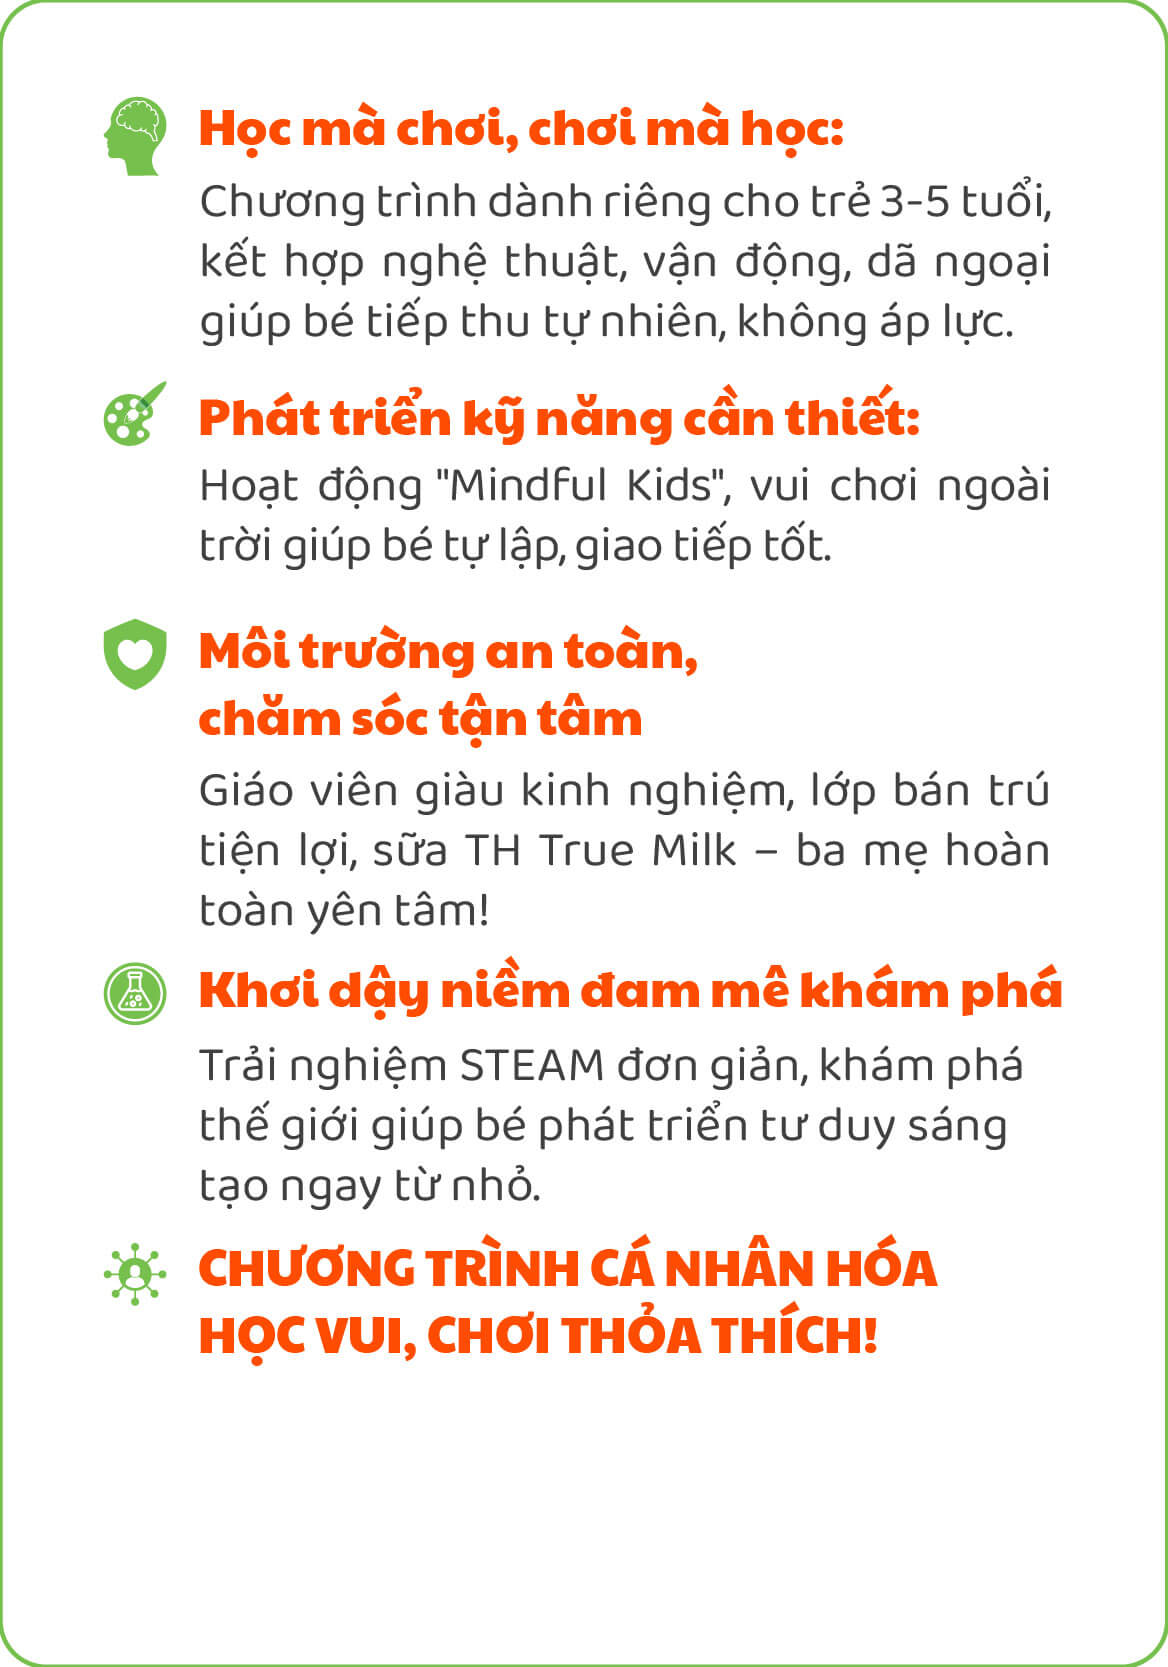 Học mà chơi, chơi mà học:
Chương trình dành riêng cho trẻ 3-5 tuổi,
kết hợp nghệ thuật, vận động, dã ngoại
giúp bé tiếp thu tự nhiên, không áp lực.
Phát triển kỹ năng cần thiết:
Hoạt động "Mindful Kids", vui chơi ngoài
trời giúp bé tự lập, giao tiếp tốt.
Môi trường an toàn,
chăm sóc tận tâm
Giáo viên giàu kinh nghiệm, lớp bán trú
tiện lợi, sữa TH True Milk – ba mẹ hoàn
toàn yên tâm!
Khơi dậy niềm đam mê khám phá
Trải nghiệm STEAM đơn giản, khám phá
thế giới giúp bé phát triển tư duy sáng
tạo ngay từ nhỏ.
CHƯƠNG TRÌNH CÁ NHÂN HÓA
HỌC VUI, CHƠI THỎA THÍCH!